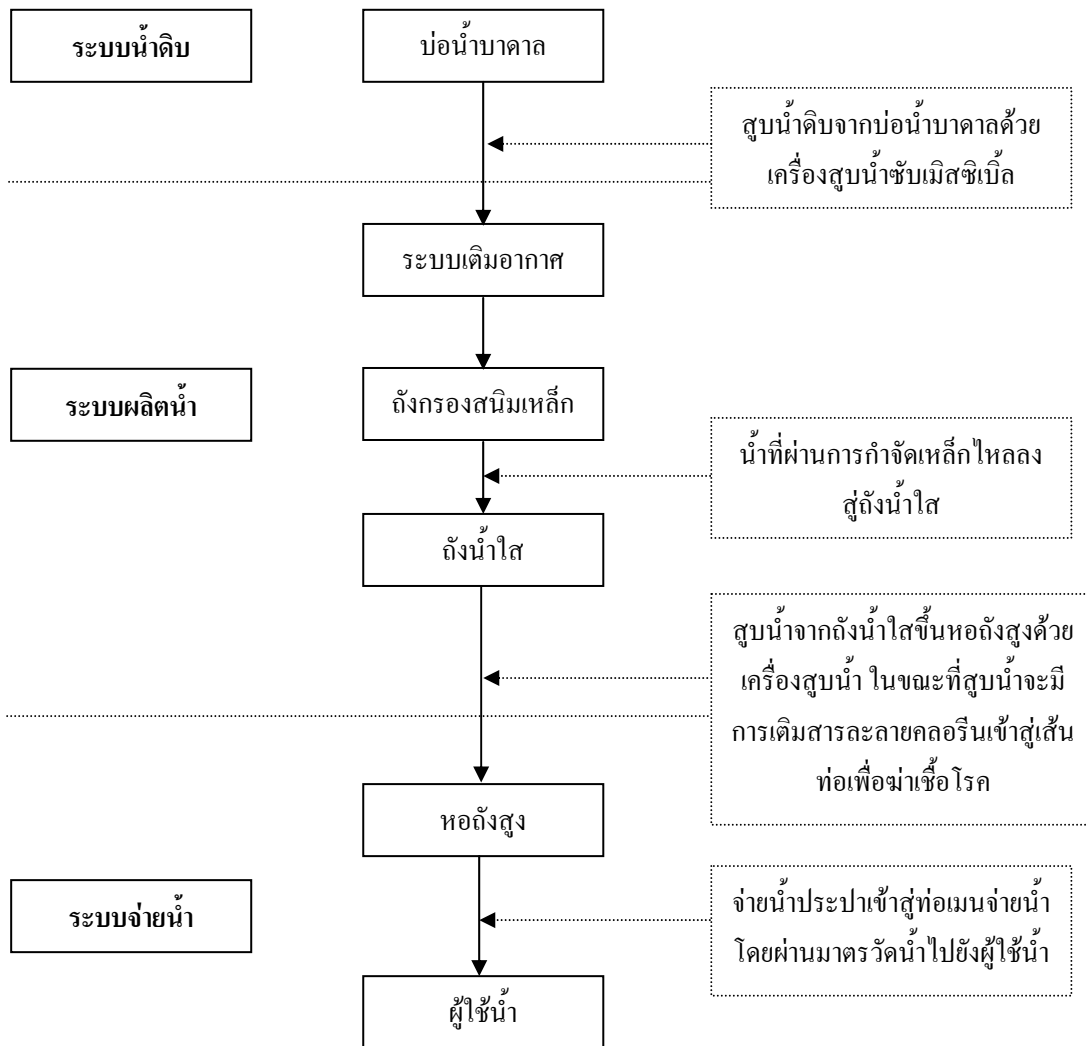 ระบบน้ำดิบ
บ่อน้ำบาดาล
สูบน้ำดิบจากบ่อน้ำบาดาลด้วย
เครื่องสูบน้ำซับเมิสซิเบิ้ล
ระบบเติมอากาศ
ระบบผลิตน้ำ
ถังกรองสนิมเหล็ก
น้ำที่ผ่านการกำจัดเหล็กไหลลง
สู่ถังน้ำใส
ถังน้ำใส
สูบน้ำจากถังน้ำใสขึ้นหอถังสูงด้วย
เครื่องสูบน้ำ ในขณะที่สูบน้ำจะมี
การเติมสารละลายคลอรีนเข้าสู่เส้น
ท่อเพื่อฆ่าเชื้อโรค
หอถังสูง
ระบบจ่ายน้ำ
จ่ายน้ำประปาเข้าสู่ท่อเมนจ่ายน้ำ
โดยผ่านมาตรวัดน้ำไปยังผู้ใช้น้ำ
ผู้ใช้น้ำ